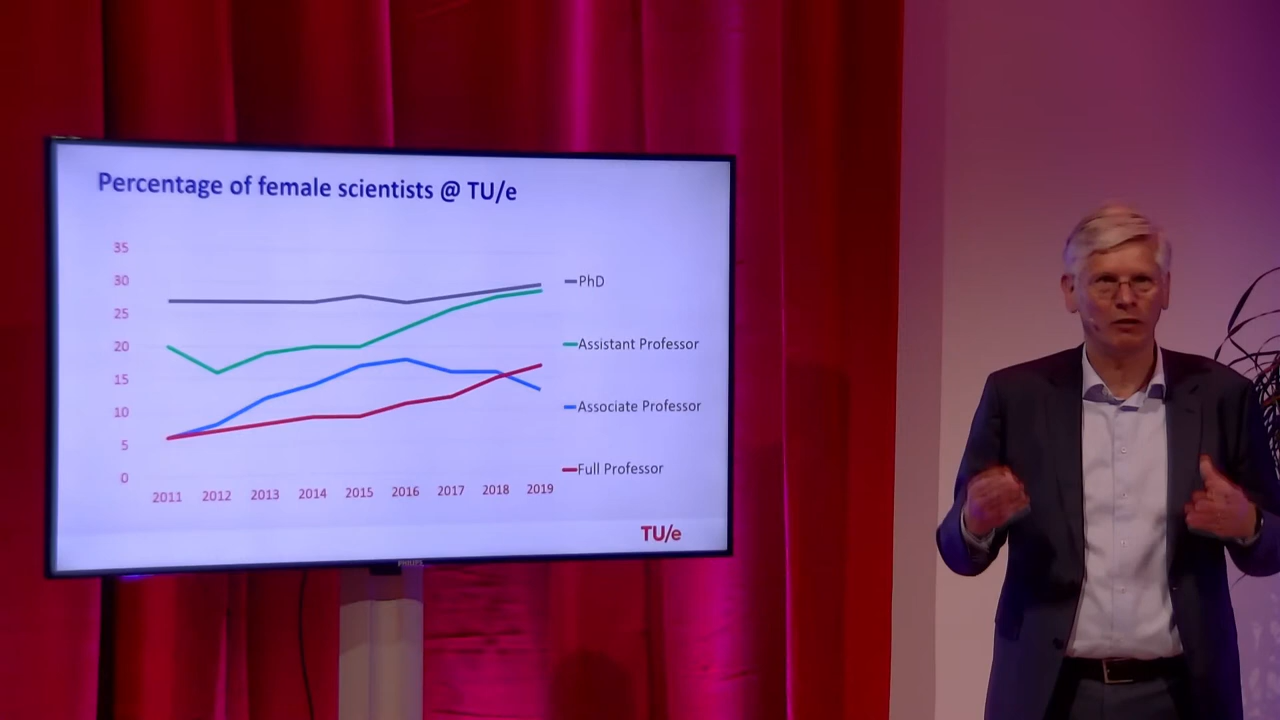 Percentage of female scientists @ TU/e
35
30
25
20
15
10
5
0
2011 2012 2013 2014 2015 2016 2017 2018 2019
PhD
Assistant Professor
Associate Professor
Full Professor
TU/e
PHILIPS